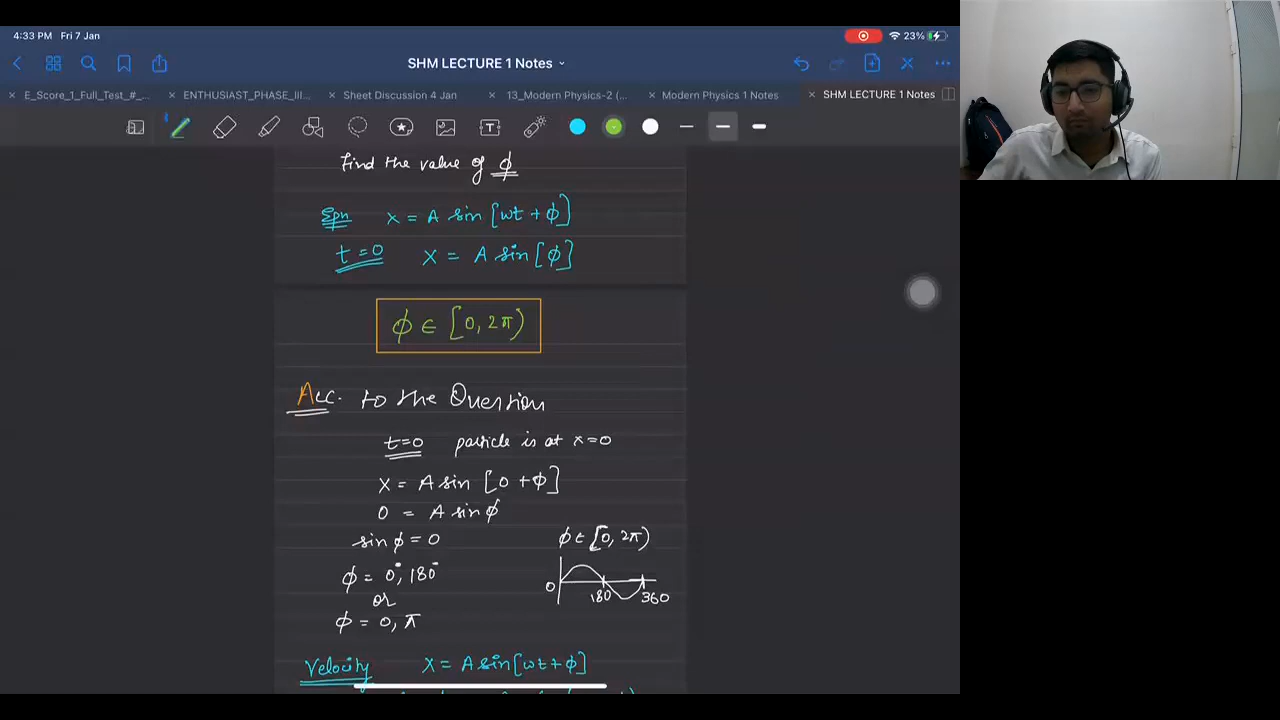 4:33 PM Fri 7 Jan
23%
SHM LECTURE 1 Notes
E_Score_1_Full_Test_#_...
ENTHUSIAST_PHASE_III...
Sheet Discussion 4 Jan
13_Modern Physics-2 (...
Modern Physics 1 Notes
SHM LECTURE 1 Notes
find the value of ϕ
Eqn x = A sin [wt + ϕ]
t=0 x = A sin [ϕ]
ϕ ∈ [0, 2π)
Acc. to the Question
t=0 particle is at x=0
x = A sin [0 + ϕ]
0 = A sin ϕ
sin ϕ = 0
ϕ = 0°, 180°
or
ϕ = 0, π
ϕ ∈ [0, 2π)
0 180 360
Velocity x = A sin [wt + ϕ]